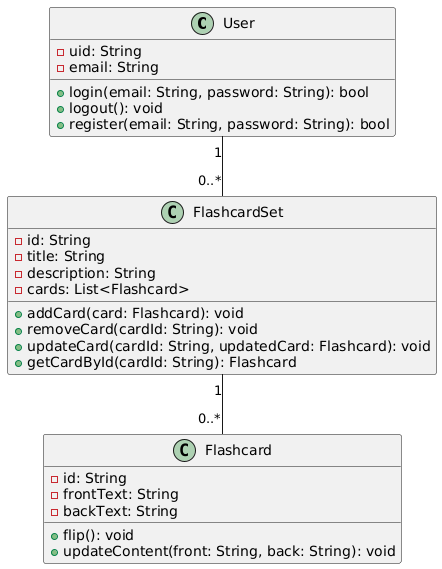 C User
uid: String
email: String
login(email: String, password: String): bool
logout(): void
register(email: String, password: String): bool
1
0..*
C FlashcardSet
id: String
title: String
description: String
cards: List<Flashcard>
addCard(card: Flashcard): void
removeCard(cardId: String): void
updateCard(cardId: String, updatedCard: Flashcard): void
getCardById(cardId: String): Flashcard
1
0..*
C Flashcard
id: String
frontText: String
backText: String
flip(): void
updateContent(front: String, back: String): void